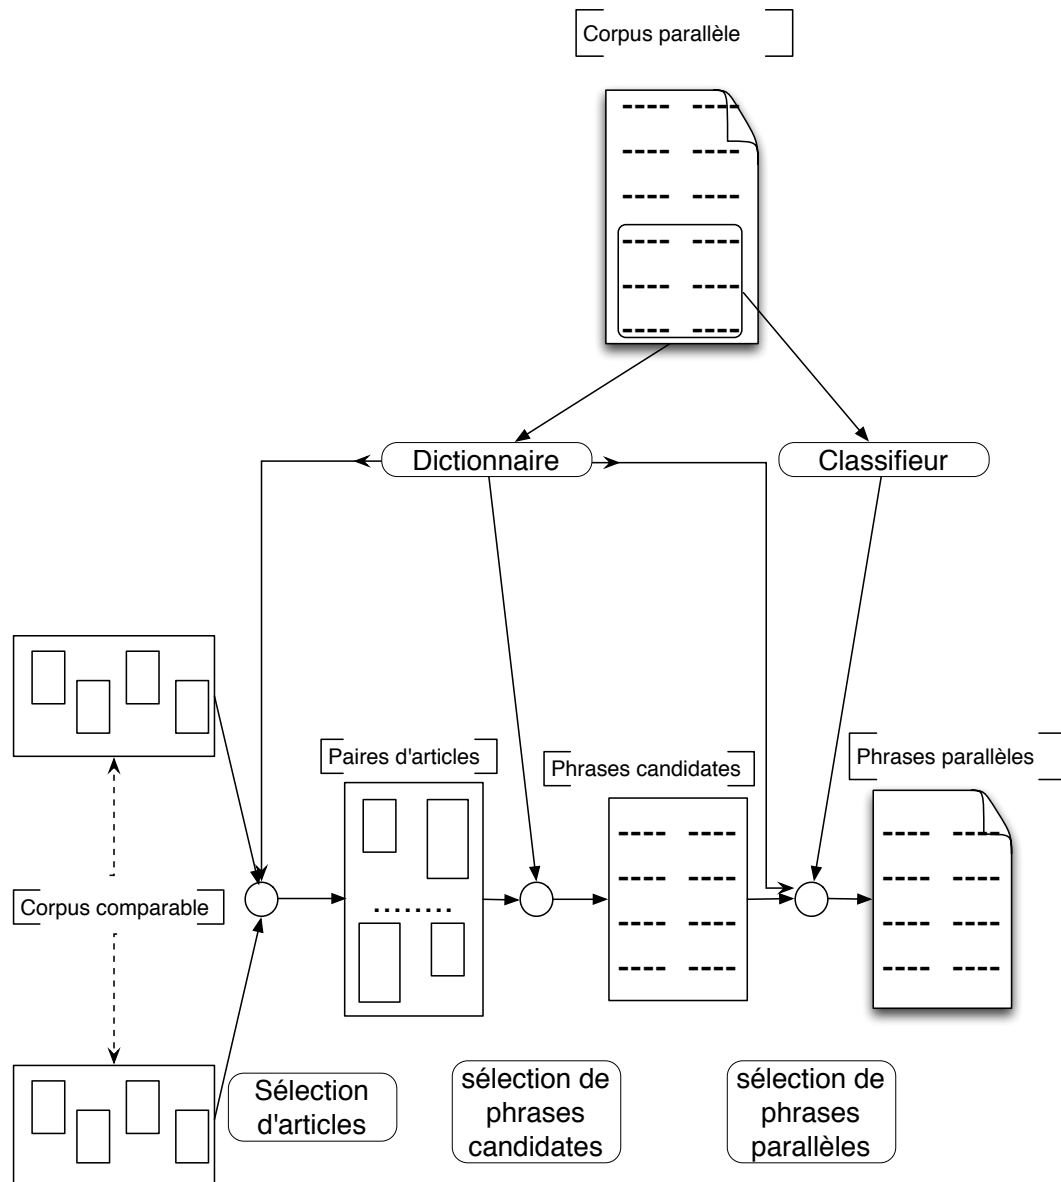 Corpus parallèle
Dictionnaire
Classifieur
Paires d'articles
Phrases candidates
Phrases parallèles
Corpus comparable
Sélection
d'articles
sélection de
phrases
candidates
sélection de
phrases
parallèles